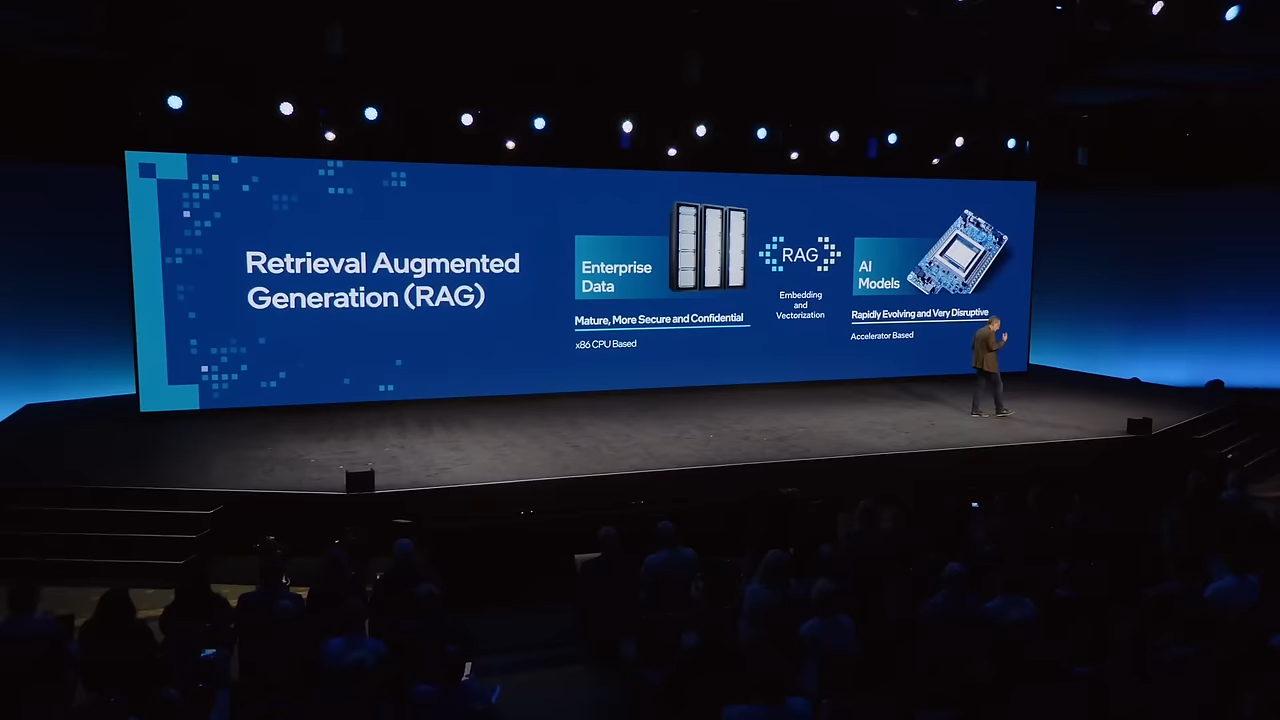 Retrieval Augmented
Generation (RAG)
Enterprise
Data
Mature, More Secure and Confidential
x86 CPU Based
RAG
Embedding
and
Vectorization
AI
Models
Rapidly Evolving and Very Disruptive
Accelerator Based